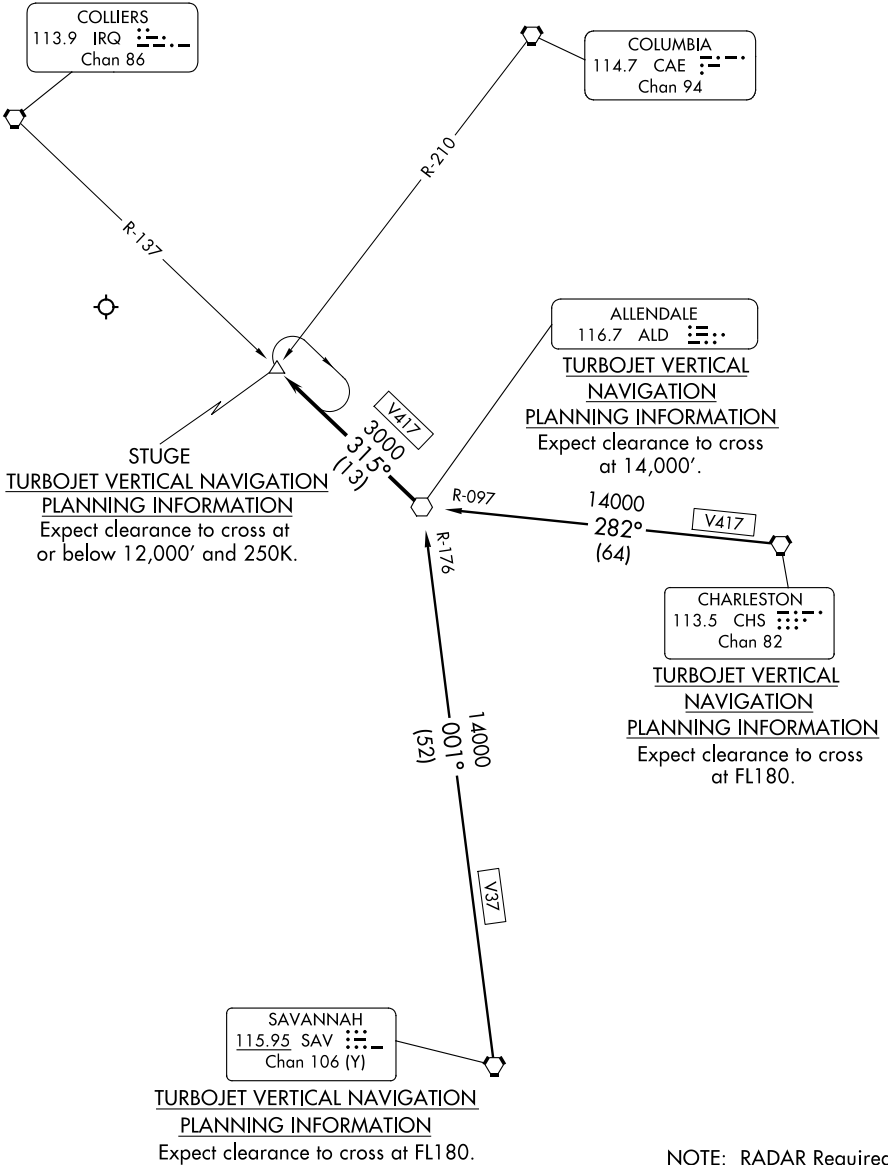 COLLIERS
113.9 IRQ
Chan 86
COLUMBIA
114.7 CAE
Chan 94
R-210
R-137
ALLENDALE
116.7 ALD
TURBOJET VERTICAL
NAVIGATION
PLANNING INFORMATION
Expect clearance to cross
at 14,000'.
V417
3000
315°
(13)
STUGE
TURBOJET VERTICAL NAVIGATION
PLANNING INFORMATION
Expect clearance to cross at
or below 12,000' and 250K.
R-097
14000
282°
(64)
V417
R-176
CHARLESTON
113.5 CHS
Chan 82
TURBOJET VERTICAL
NAVIGATION
PLANNING INFORMATION
Expect clearance to cross
at FL180.
14000
001°
(52)
V37
SAVANNAH
115.95 SAV
Chan 106 (Y)
TURBOJET VERTICAL NAVIGATION
PLANNING INFORMATION
Expect clearance to cross at FL180.
NOTE: RADAR Required